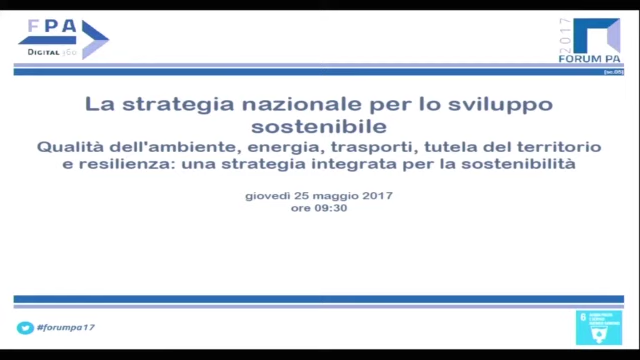 FPA
DIGITAL 360
2017
FORUM PA
La strategia nazionale per lo sviluppo
sostenibile
Qualità dell'ambiente, energia, trasporti, tutela del territorio
e resilienza: una strategia integrata per la sostenibilità
giovedì 25 maggio 2017
ore 09:30
#forumpa17
6